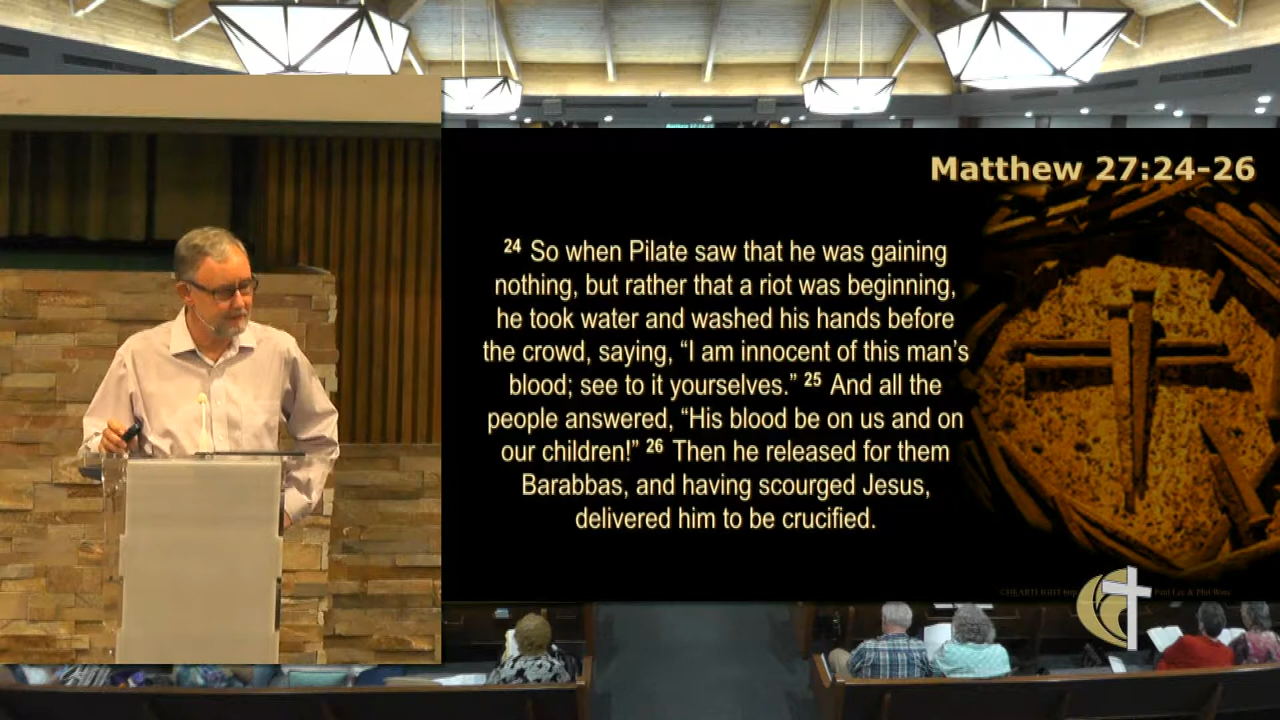 Matthew 27:24-26
24 So when Pilate saw that he was gaining
nothing, but rather that a riot was beginning,
he took water and washed his hands before
the crowd, saying, “I am innocent of this man’s
blood; see to it yourselves.” 25 And all the
people answered, “His blood be on us and on
our children!” 26 Then he released for them
Barabbas, and having scourged Jesus,
delivered him to be crucified.